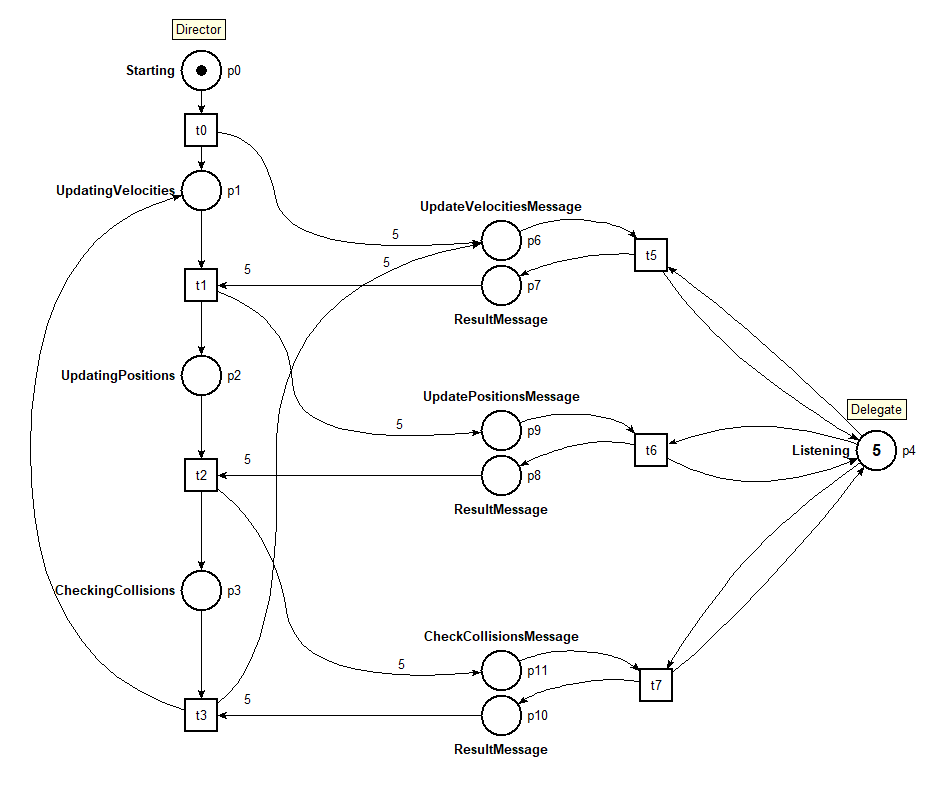 Director
Starting
p0
t0
UpdatingVelocities
p1
UpdateVelocitiesMessage
5
p6
5
t5
5
t1
p7
ResultMessage
UpdatingPositions
p2
UpdatePositionsMessage
Delegate
5
p9
Listening
5
p4
t6
5
t2
p8
ResultMessage
CheckingCollisions
p3
CheckCollisionsMessage
5
p11
t7
5
t3
p10
ResultMessage